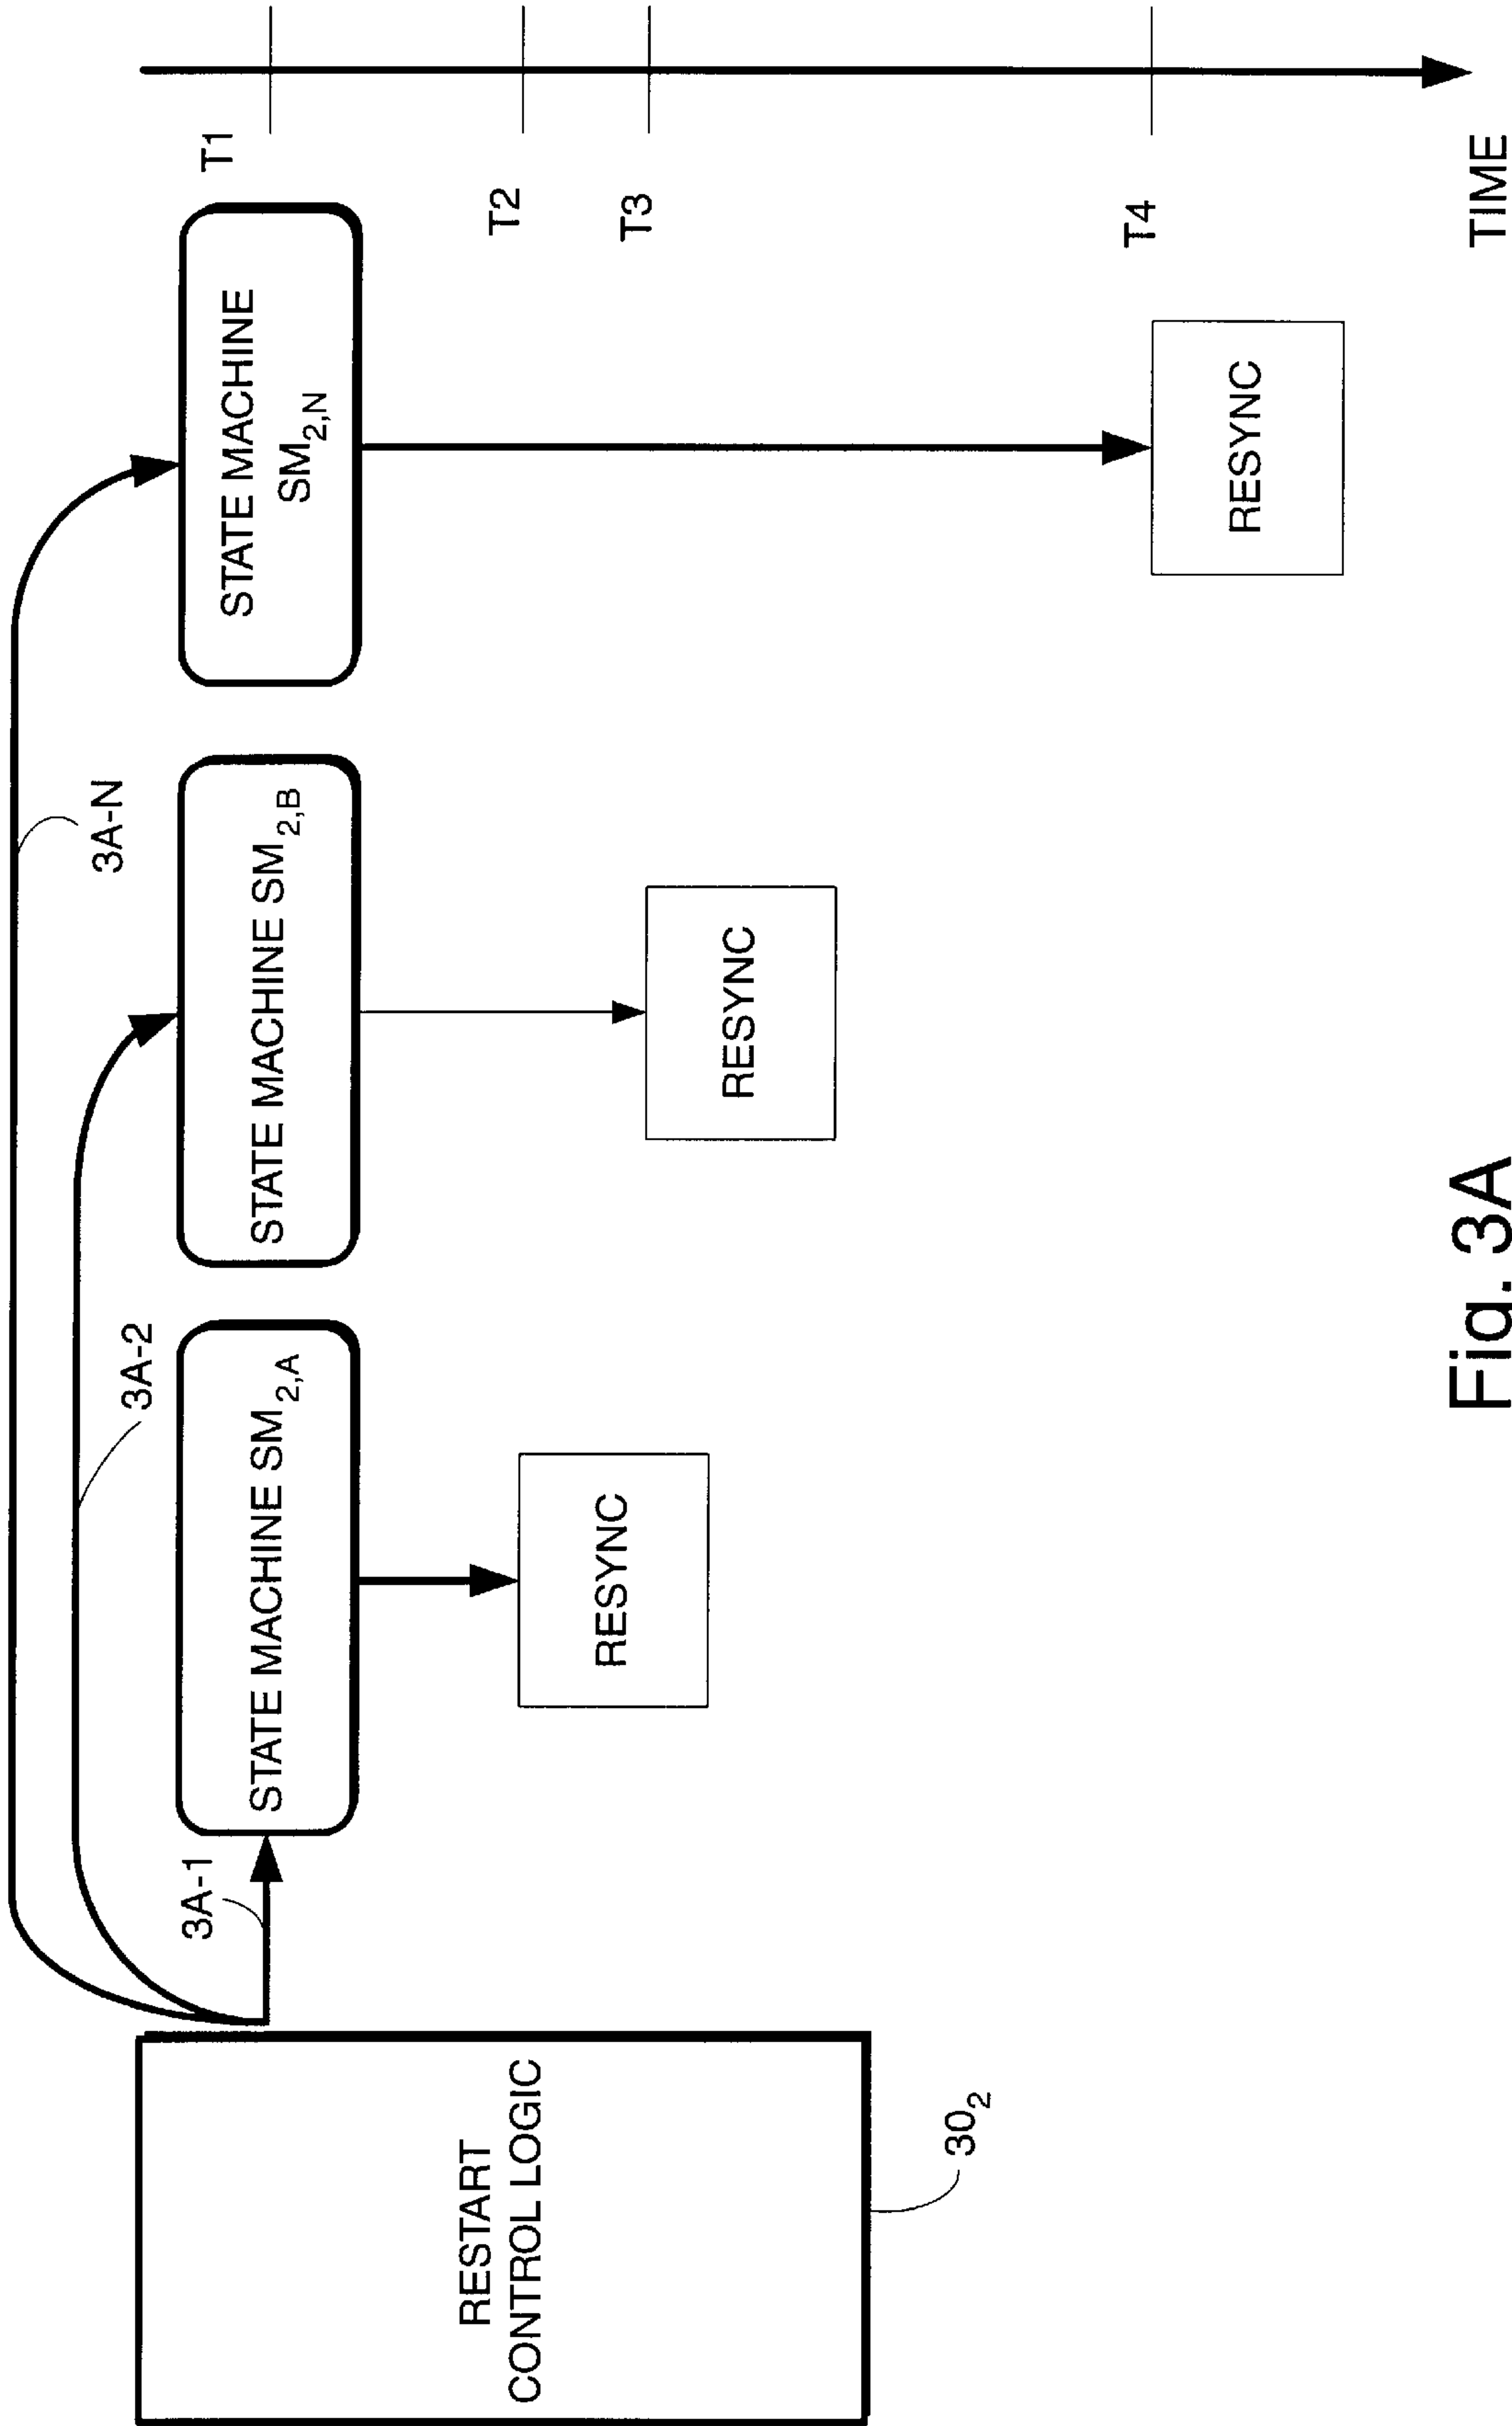 3A-N
3A-2
3A-1
T1
STATE MACHINE SM2,A
STATE MACHINE SM2,B
STATE MACHINE
SM2,N
RESTART
CONTROL LOGIC
T2
RESYNC
T3
RESYNC
302
T4
RESYNC
TIME
Fig. 3A